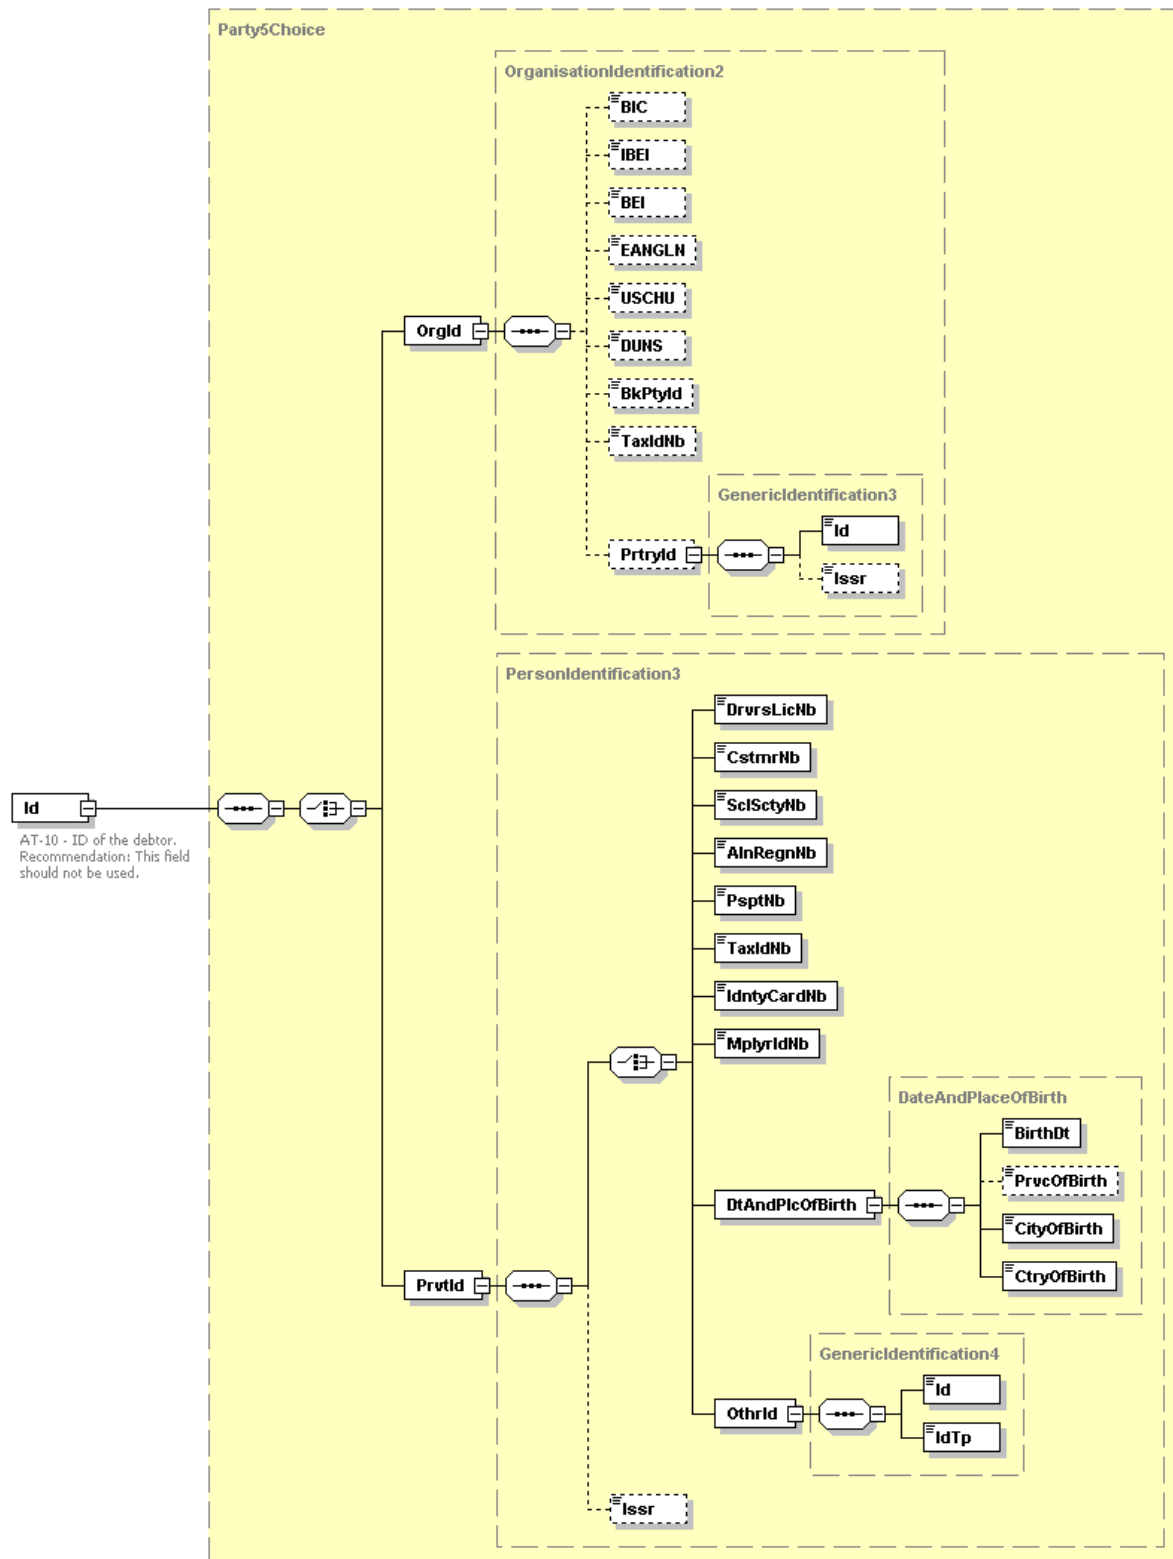 Party5Choice
OrganisationIdentification2
BIC
IBEI
BEI
EANGLN
USCHU
OrgId
DUNS
BkPtyId
TaxIdNb
GenericIdentification3
Id
PrtryId
Issr
PersonIdentification3
DrvrsLicNb
CstmrNb
Id
SclSctyNb
AT-10 - ID of the debtor.
Recommendation: This field
should not be used.
AlnRegnNb
PsptNb
TaxIdNb
IdntyCardNb
MplyrIdNb
DateAndPlaceOfBirth
BirthDt
PrvcOfBirth
DtAndPlcOfBirth
CityOfBirth
CtryOfBirth
PrvtId
GenericIdentification4
Id
OthrId
IdTp
Issr